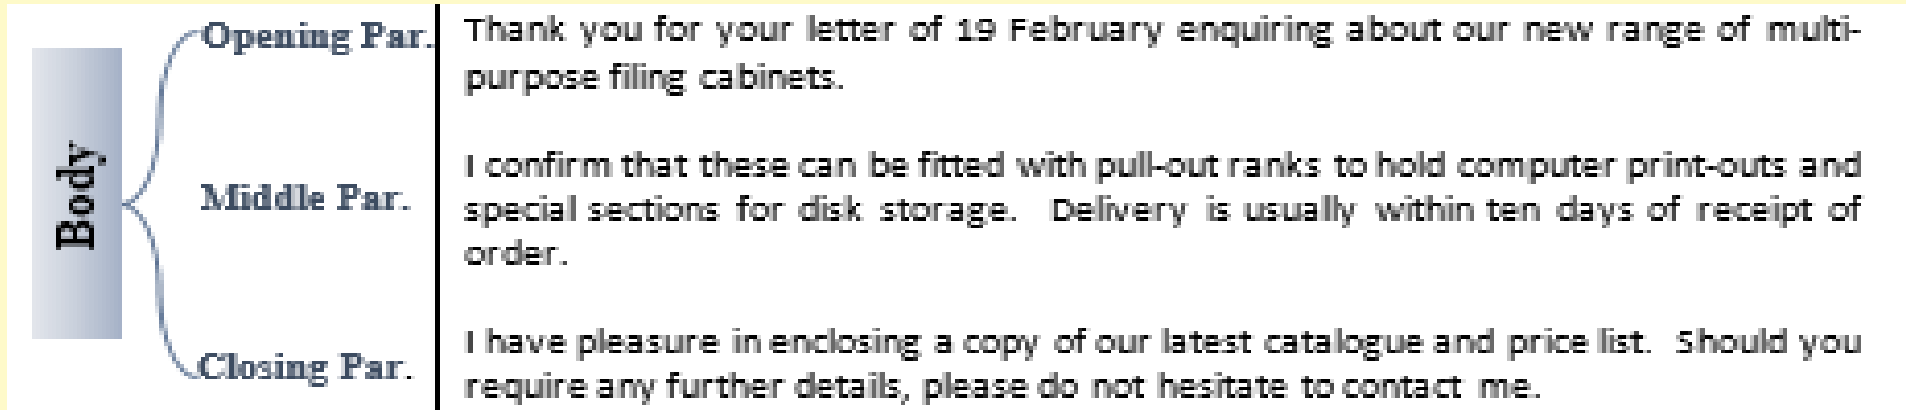 Body
Opening Par.
Thank you for your letter of 19 February enquiring about our new range of multi-
purpose filing cabinets.
Middle Par.
I confirm that these can be fitted with pull-out ranks to hold computer print-outs and
special sections for disk storage. Delivery is usually within ten days of receipt of
order.
Closing Par.
I have pleasure in enclosing a copy of our latest catalogue and price list. Should you
require any further details, please do not hesitate to contact me.